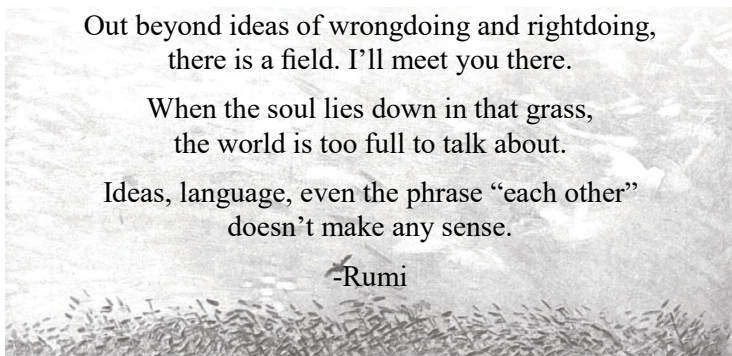 Out beyond ideas of wrongdoing and rightdoing,
there is a field. I’ll meet you there.
When the soul lies down in that grass,
the world is too full to talk about.
Ideas, language, even the phrase “each other”
doesn’t make any sense.
-Rumi